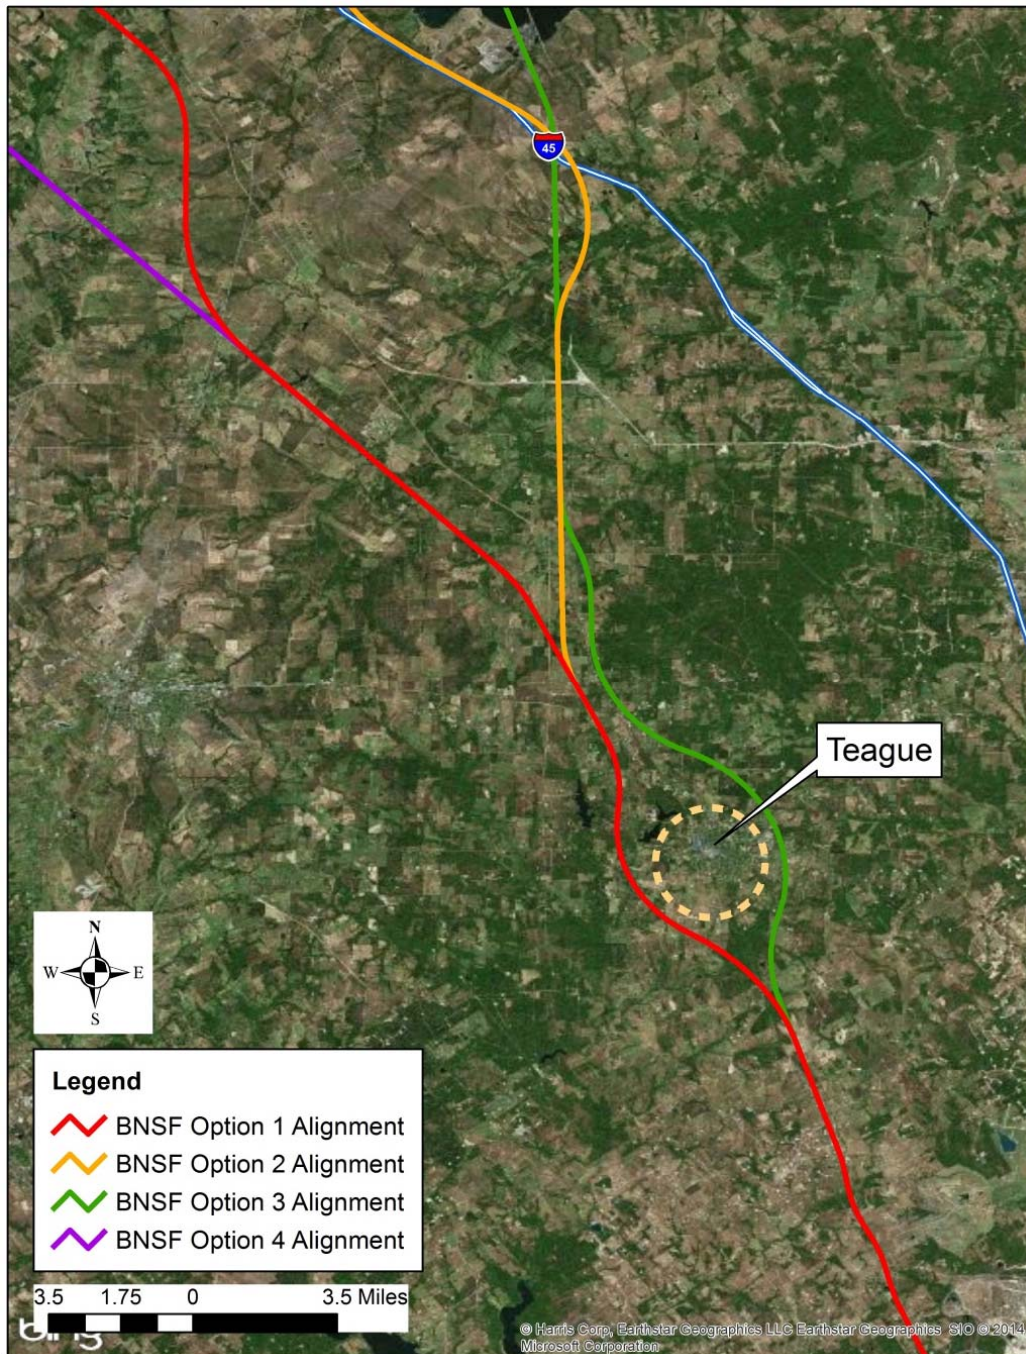 45
Teague
N
W E
S
Legend
BNSF Option 1 Alignment
BNSF Option 2 Alignment
BNSF Option 3 Alignment
BNSF Option 4 Alignment
3.5 1.75 0 3.5 Miles
bing
© Harris Corp, Earthstar Geographics LLC Earthstar Geographics SIO © 2014
Microsoft Corporation